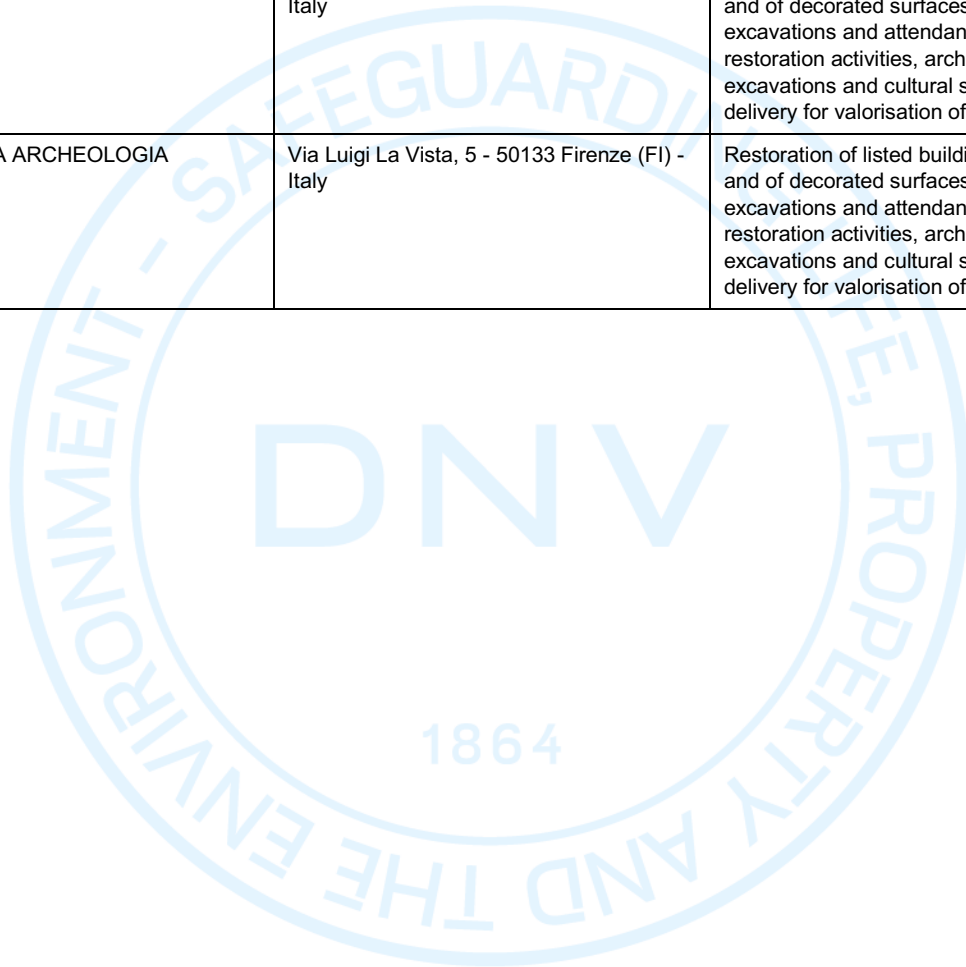 Italy
and of decorated surfaces
excavations and attendan
restoration activities, arch
excavations and cultural s
delivery for valorisation of
A ARCHEOLOGIA
Via Luigi La Vista, 5 - 50133 Firenze (FI) -
Italy
Restoration of listed buildi
and of decorated surfaces
excavations and attendan
restoration activities, arch
excavations and cultural s
delivery for valorisation of
SAFEGUARDING LIFE, PROPERTY AND THE ENVIRONMENT -
DNV
1864